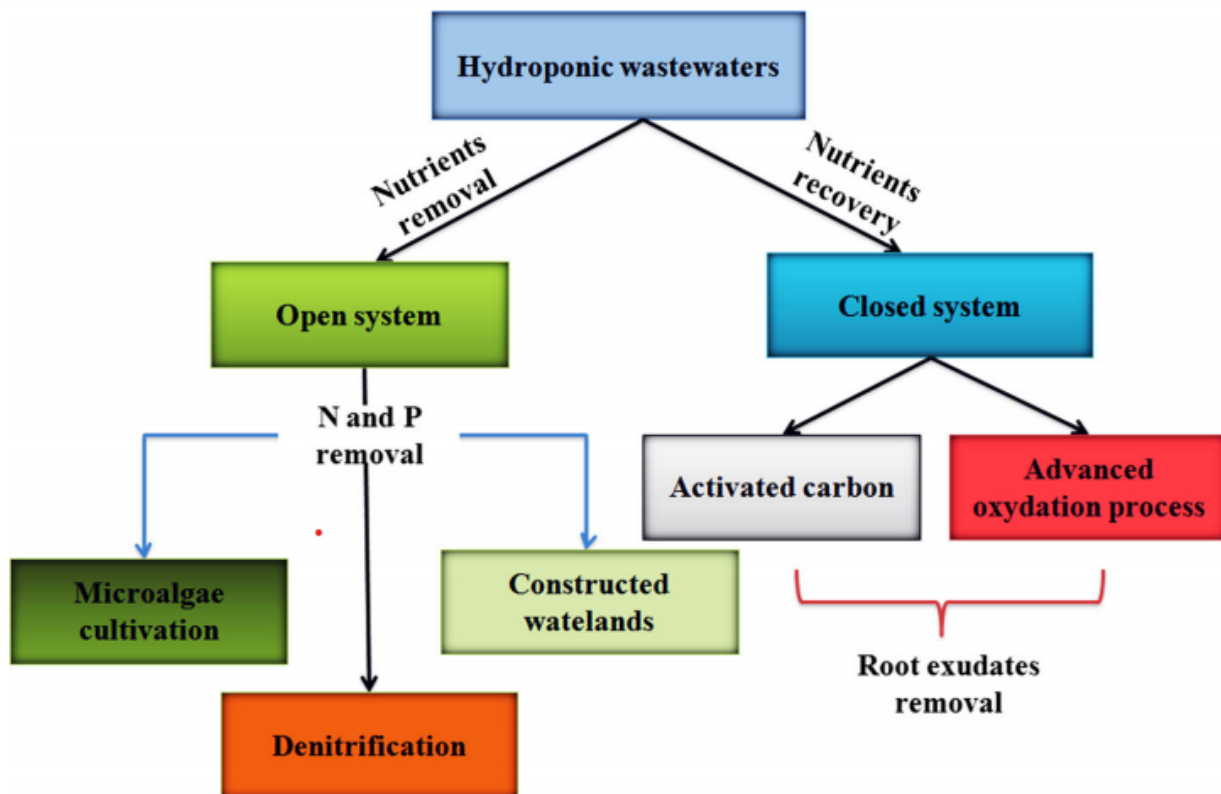 Hydroponic wastewaters
Nutrients
removal
Nutrients
recovery
Open system
Closed system
N and P
removal
Activated carbon
Advanced
oxydation process
Microalgae
cultivation
Constructed
watelands
Root exudates
removal
Denitrification